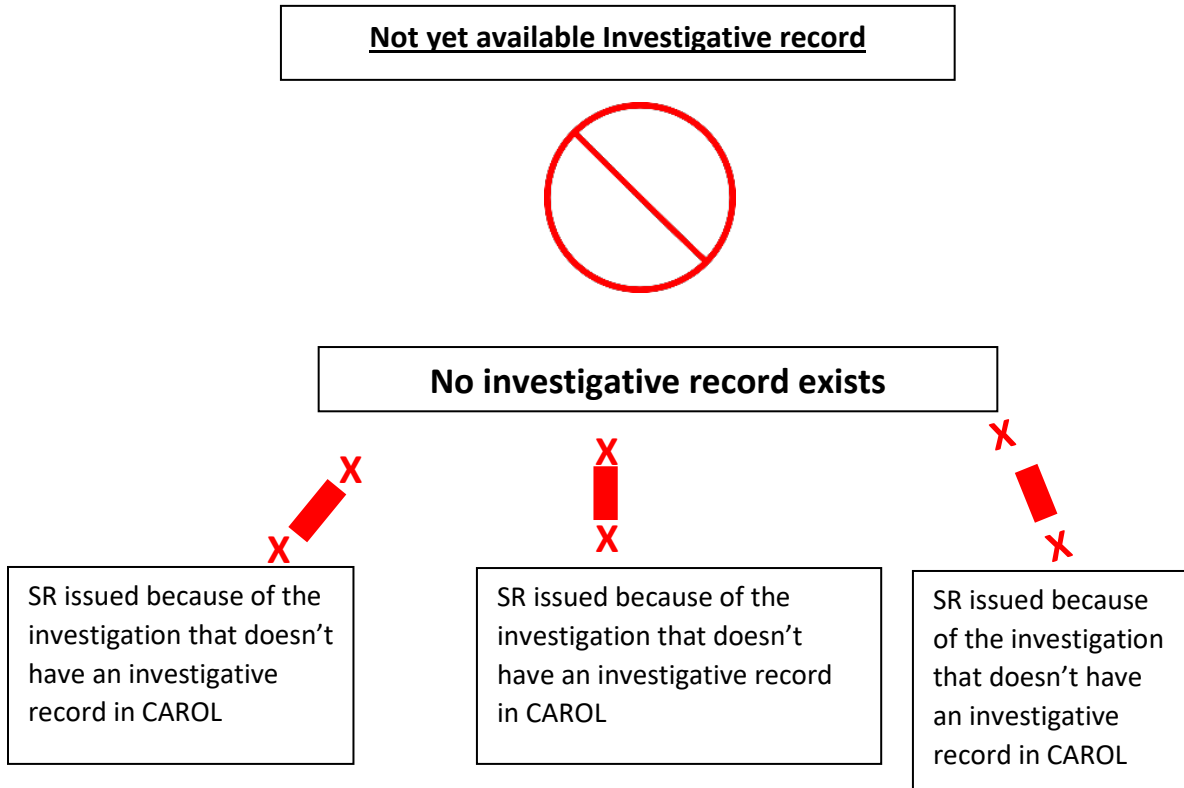 Not yet available Investigative record
No investigative record exists
X
X
X
X
X
X
SR issued because of the
investigation that doesn’t
have an investigative
record in CAROL
SR issued because of the
investigation that doesn’t
have an investigative record
in CAROL
SR issued because
of the investigation
that doesn’t have
an investigative
record in CAROL